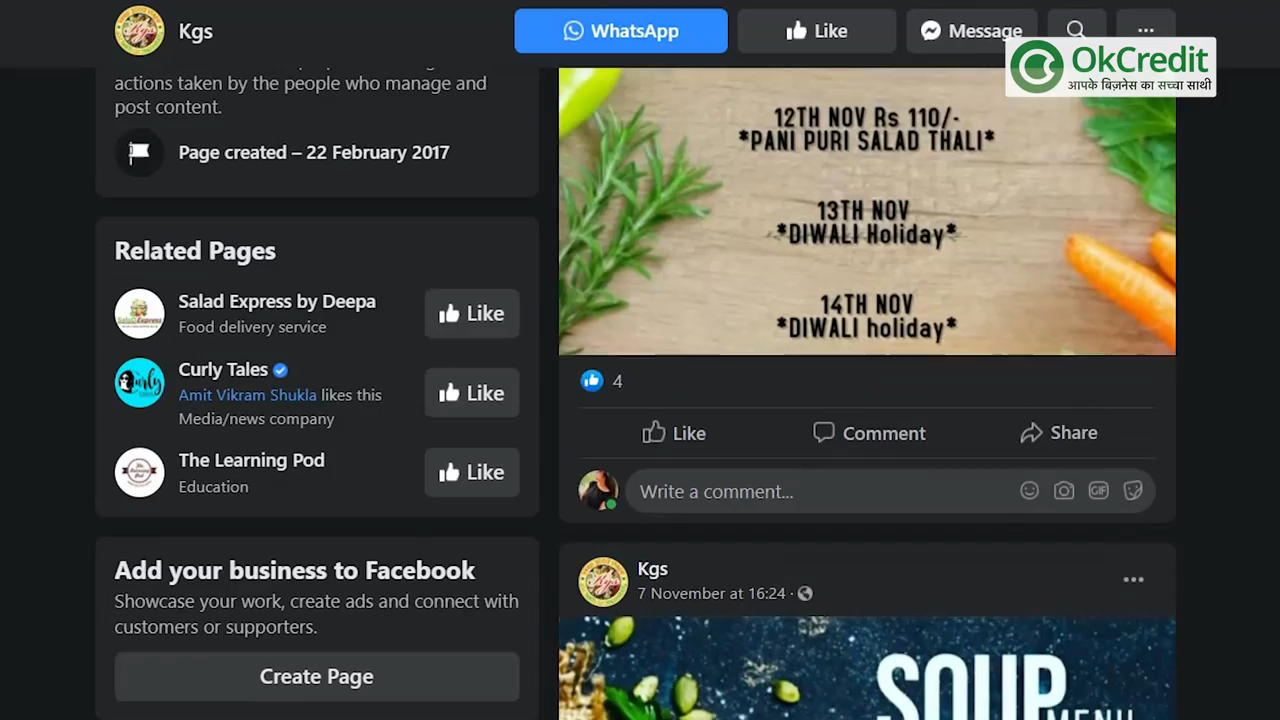 Kgs
WhatsApp
Like
Message
OkCredit
आपके बिज़नेस का सच्चा साथी
actions taken by the people who manage and
post content.
Page created – 22 February 2017
Related Pages
Salad Express by Deepa
Food delivery service
Like
Curly Tales
Amit Vikram Shukla likes this
Media/news company
Like
The Learning Pod
Education
Like
Add your business to Facebook
Showcase your work, create ads and connect with
customers or supporters.
Create Page
12TH NOV Rs 110/-
*PANI PURI SALAD THALI*
13TH NOV
*DIWALI Holiday*
14TH NOV
*DIWALI holiday*
4
Like
Comment
Share
Write a comment...
GIF
Kgs
7 November at 16:24
SOUP
MENU